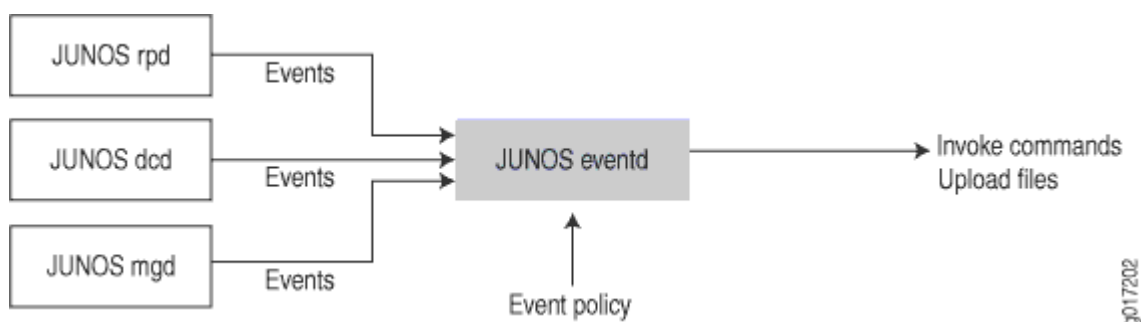 JUNOS rpd
Events
JUNOS dcd
Events
JUNOS mgd
Events
JUNOS eventd
Event policy
Invoke commands
Upload files
g017202